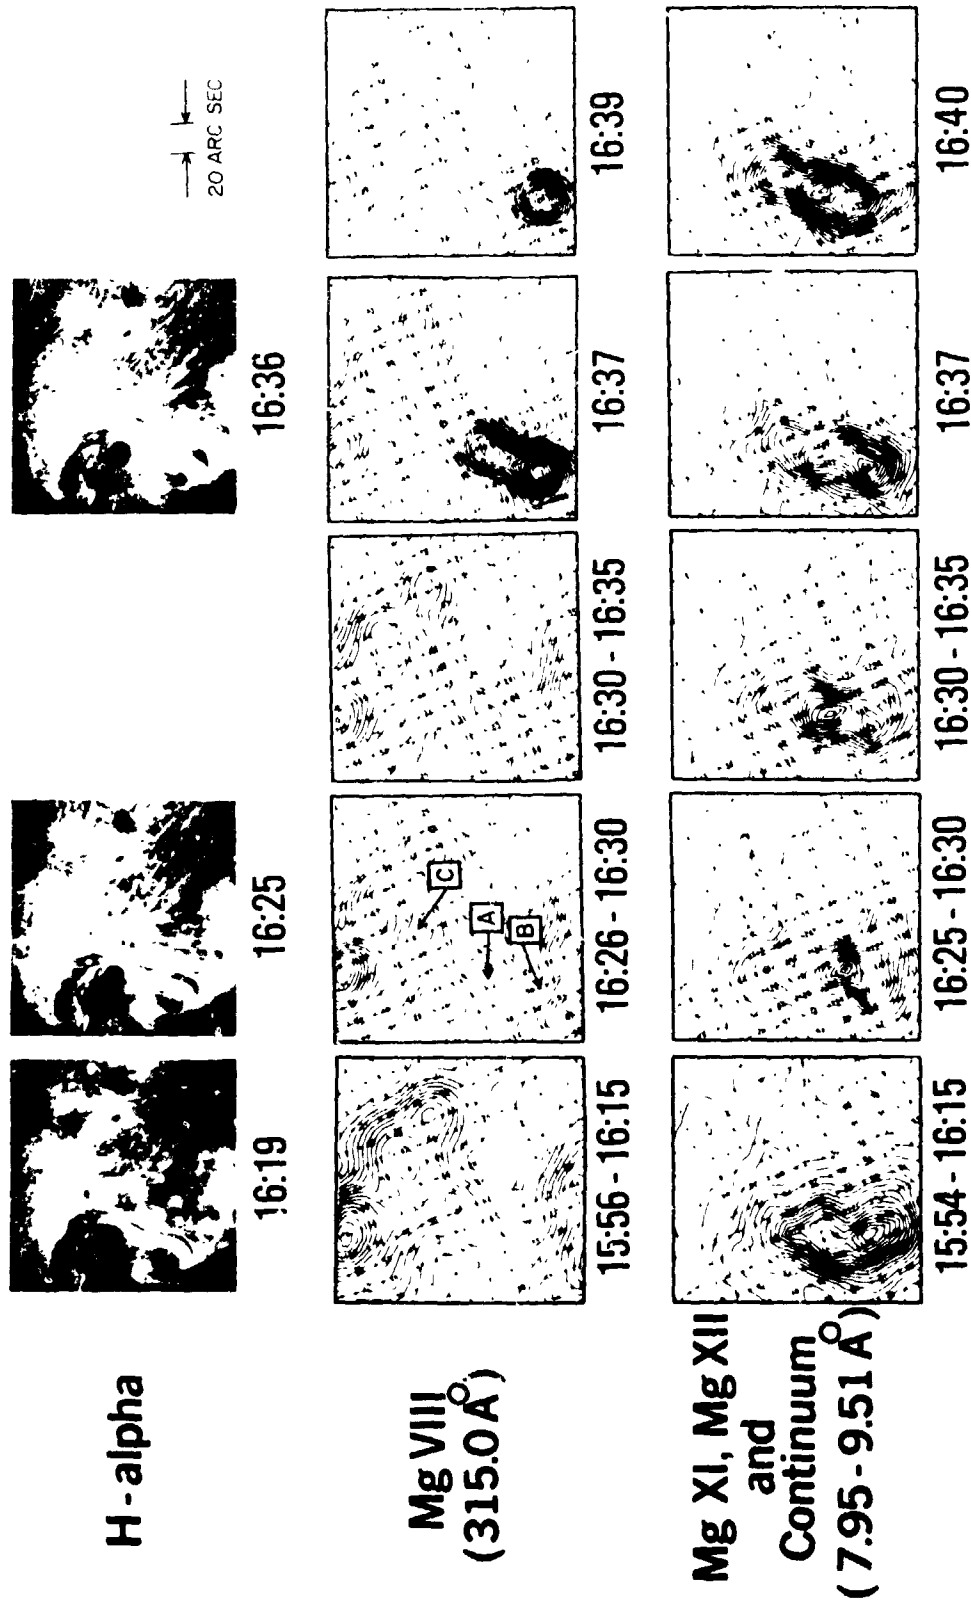 H - alpha
16:19
16:25
16:36
20 ARC SEC
Mg VIII
(315.0 Å)
15:56 - 16:15
C
A
B
16:26 - 16:30
16:30 - 16:35
16:37
16:39
Mg XI, Mg XII
and
Continuum
(7.95 - 9.51 Å)
15:54 - 16:15
16:25 - 16:30
16:30 - 16:35
16:37
16:40